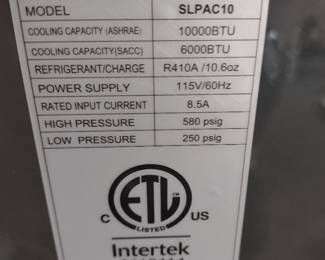 MODEL SLPAC10
COOLING CAPACITY (ASHRAE) 10000BTU
COOLING CAPACITY(SACC) 6000BTU
REFRIGERANT/CHARGE R410A /10.6oz
POWER SUPPLY 115V/60Hz
RATED INPUT CURRENT 8.5A
HIGH PRESSURE 580 psig
LOW PRESSURE 250 psig
ETL
LISTED
C US
Intertek